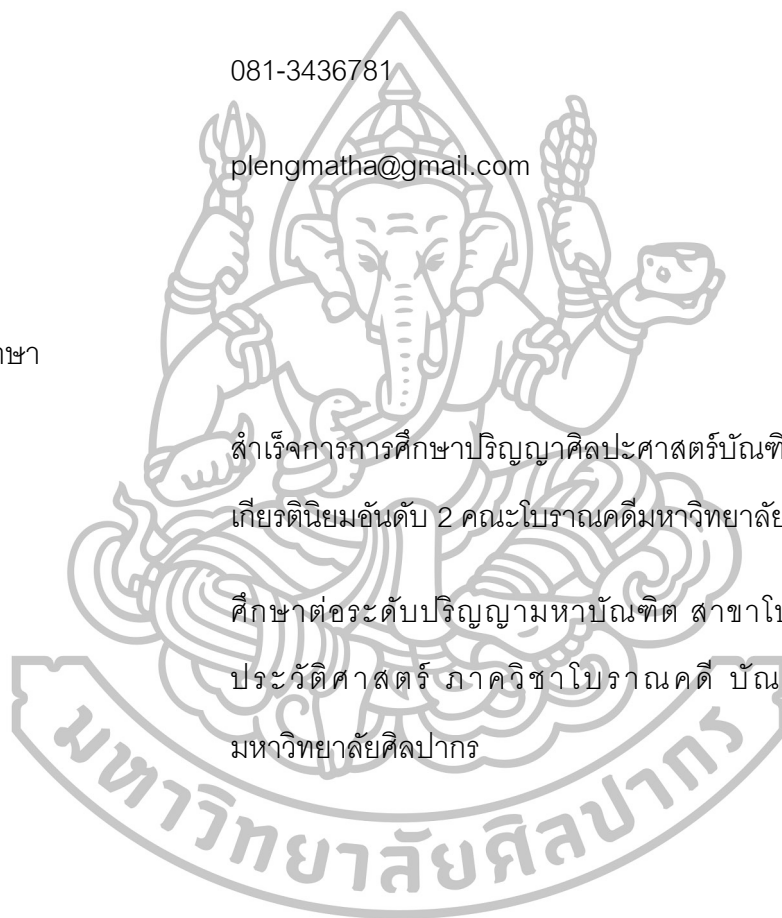 081-3436781
plengmatha@gmail.com
สำเร็จการการศึกษาปริญญาศิลปะศาสตร์บัณฑิ
เกียรตินิยมอันดับ 2 คณะโบราณคดีมหาวิทยาลัย
ศึกษาต่อระดับปริญญามหาบัณฑิต สาขาโบ
ประวัติศาสตร์ ภาควิชาโบราณคดี บัณ
มหาวิทยาลัยศิลปากร
มหาวิทยาลัยศิลปากร